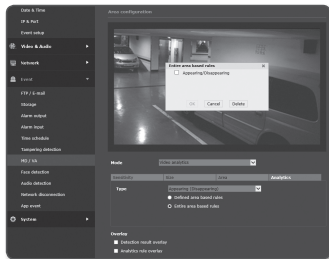 Date & Time
IP & Port
Event setup
Video & Audio
Network
Event
FTP / E-mail
Storage
Alarm output
Alarm input
Time schedule
Tampering detection
MD / VA
Face detection
Audio detection
Network disconnection
App event
System
Area configuration
Entire area based rules
×
Appearing/Disappearing
OK
Cancel
Delete
Mode
Video analytics
Sensitivity
Size
Area
Analytics
Type
Appearing (Disappearing)
Defined area based rules
Entire area based rules
Overlay
Detection result overlay
Analytics rule overlay